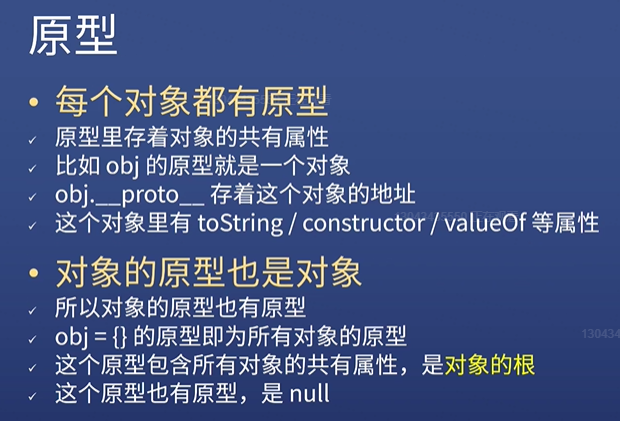 原型
• 每个对象都有原型
✓ 原型里存着对象的共有属性
✓ 比如 obj 的原型就是一个对象
✓ obj.__proto__ 存着这个对象的地址
✓ 这个对象里有 toString / constructor / valueOf 等属性
• 对象的原型也是对象
✓ 所以对象的原型也有原型
✓ obj = {} 的原型即为所有对象的原型
✓ 这个原型包含所有对象的共有属性，是对象的根
✓ 这个原型也有原型，是 null